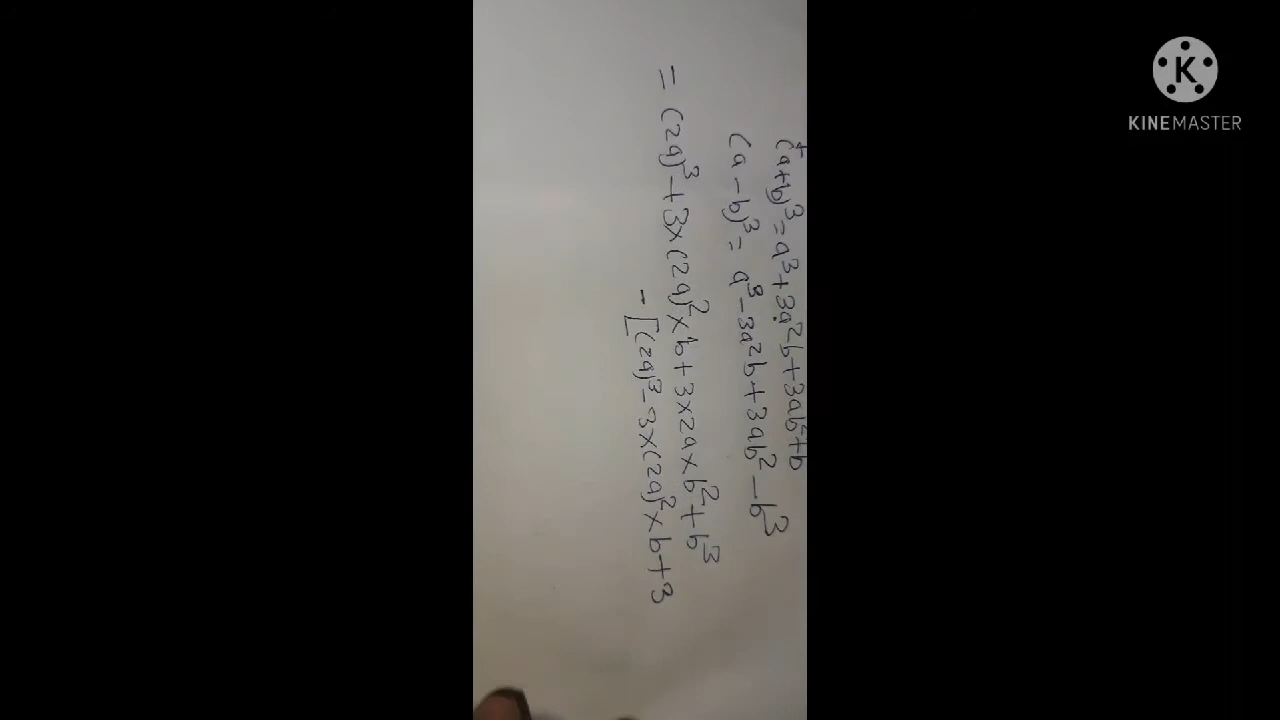 (a+b)³ = a³+3a²b+3ab²+b
(a-b)³ = a³-3a²b+3ab²-b³
= (2a)³+3×(2a)²×b+3×2a×b²+b³
-[(2a)³-3×(2a)²×b+3
K
KINEMASTER